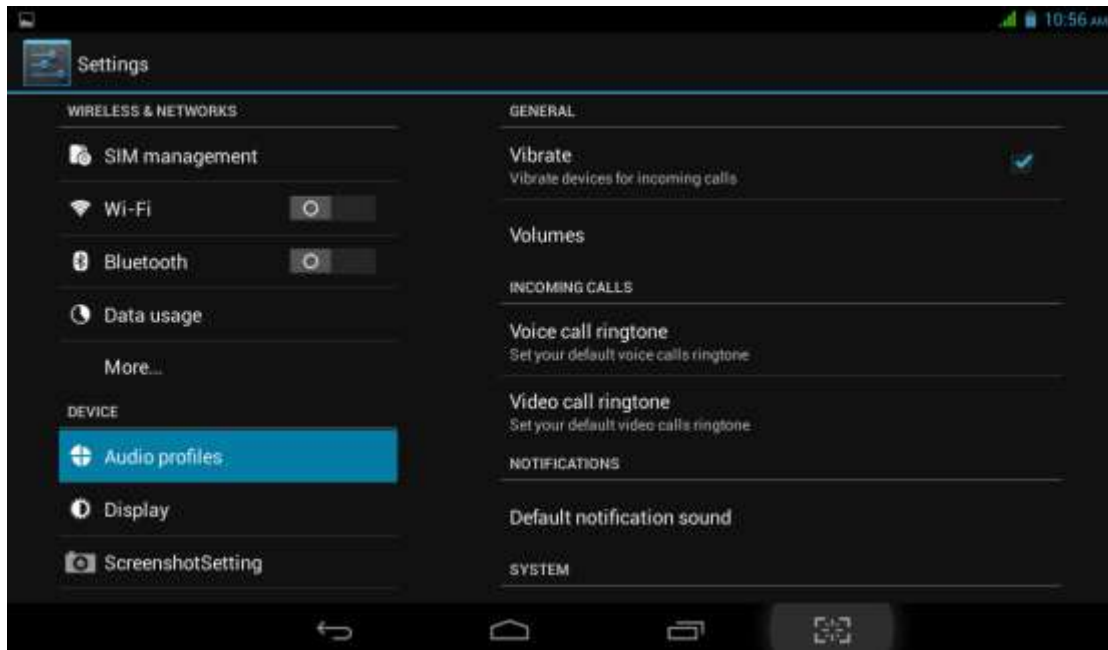 10:56 AM
Settings
WIRELESS & NETWORKS
SIM management
Wi-Fi
Bluetooth
Data usage
More...
DEVICE
Audio profiles
Display
ScreenshotSetting
GENERAL
Vibrate
Vibrate devices for incoming calls
Volumes
INCOMING CALLS
Voice call ringtone
Set your default voice calls ringtone
Video call ringtone
Set your default video calls ringtone
NOTIFICATIONS
Default notification sound
SYSTEM